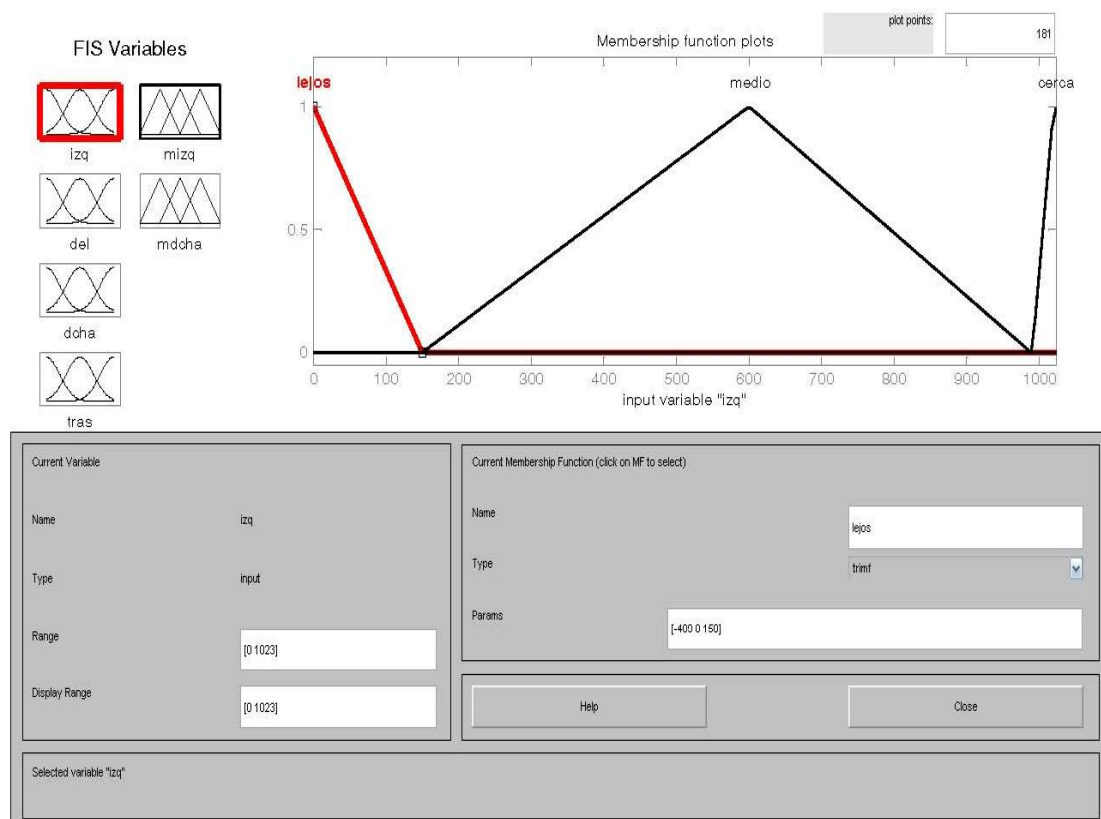 FIS Variables
izq
mizq
del
mdcha
dcha
tras
Membership function plots
plot points:
181
lejos
medio
cerca
1
0.5
0
0 100 200 300 400 500 600 700 800 900 1000
input variable "izq"
Current Variable
Name izq
Type input
Range [0 1023]
Display Range [0 1023]
Current Membership Function (click on MF to select)
Name lejos
Type trimf
Params [-409 0 150]
Help
Close
Selected variable "izq"